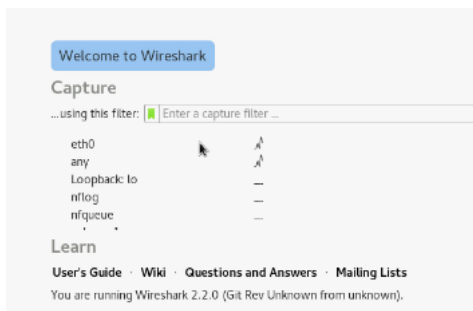 Welcome to Wireshark
Capture
...using this filter: Enter a capture filter ...
eth0
any
Loopback: lo
nflog
nfqueue
Learn
User's Guide · Wiki · Questions and Answers · Mailing Lists
You are running Wireshark 2.2.0 (Git Rev Unknown from unknown).